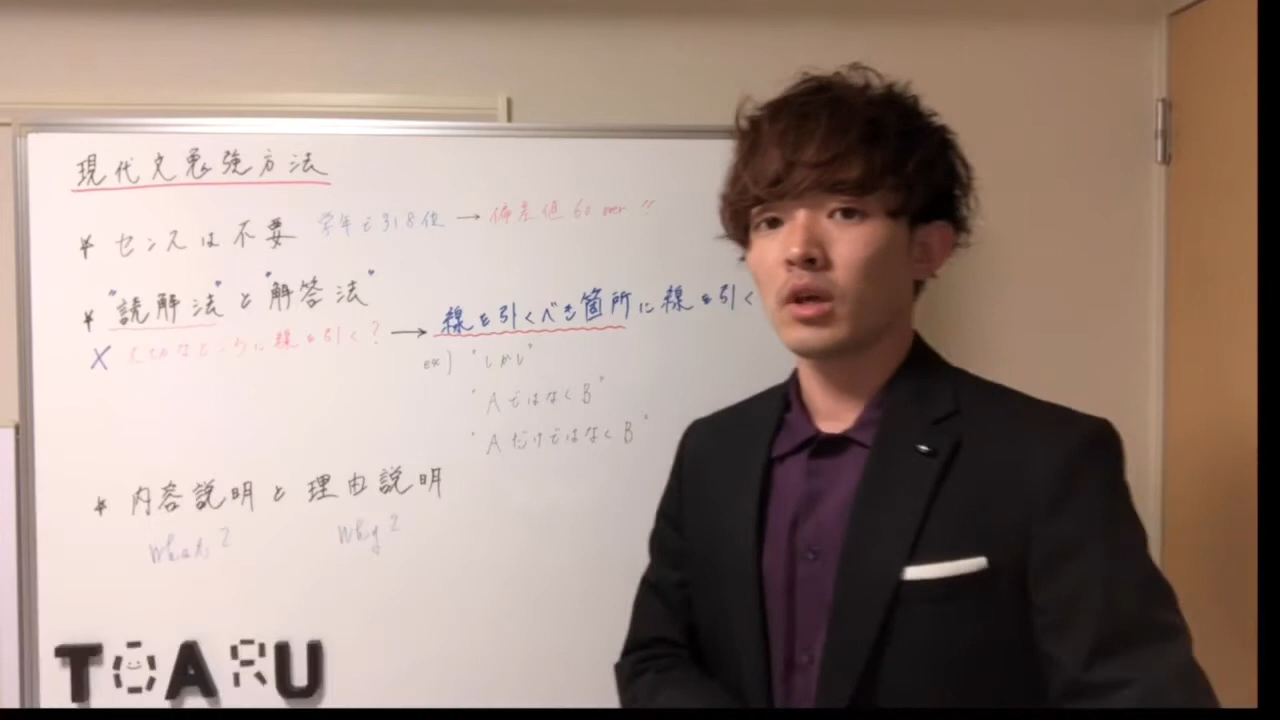 現代文勉強方法
* センスは不要 学年ビリ8位 → 偏差値60 over !!
* "読解法"と"解答法"
X 大切なところに線を引く? → 線を引くべき箇所に線を引く
ex) "しかし"
"AではなくB"
"AだけではなくB"
* 内容説明と理由説明
What? Why?
TOARU